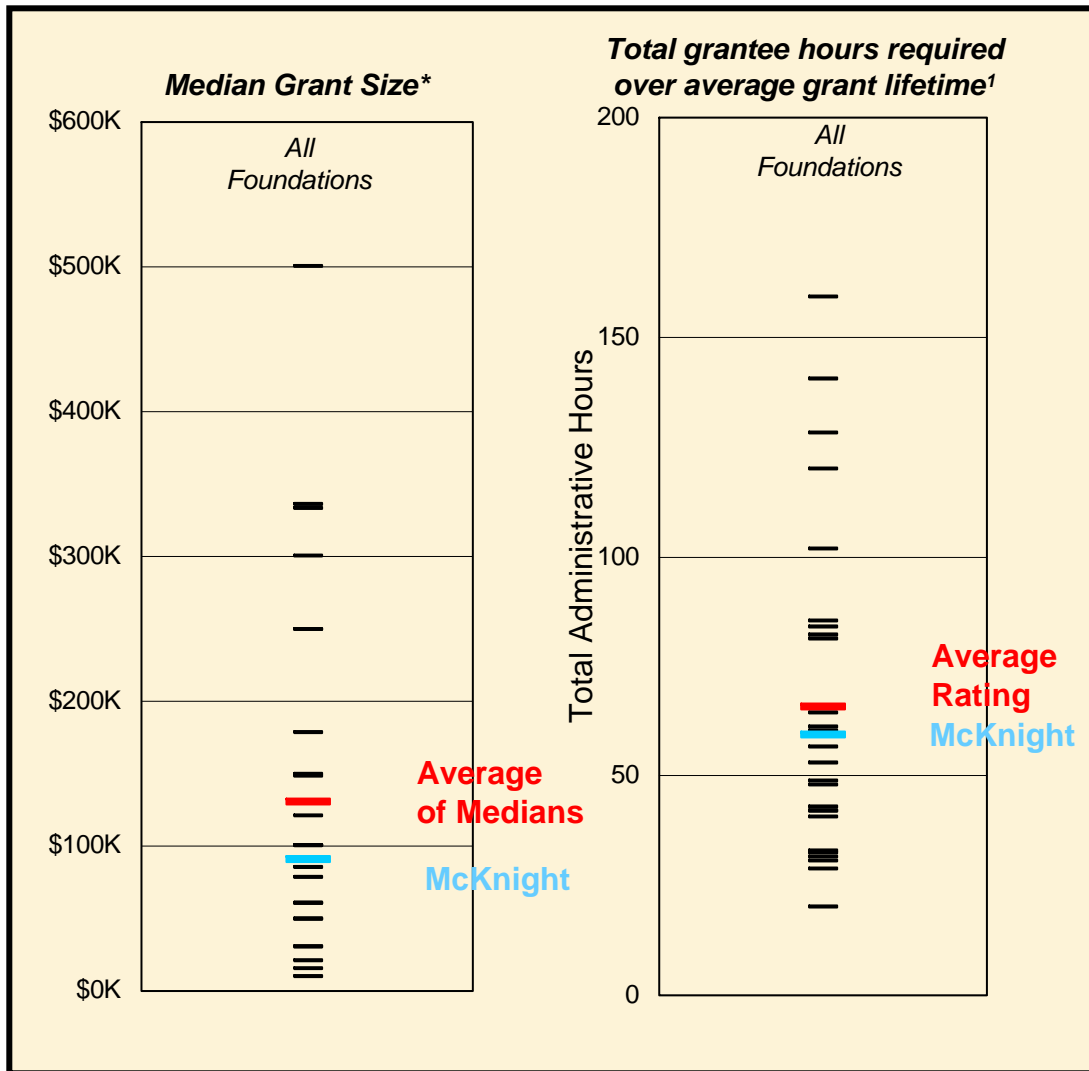 Median Grant Size*
$600K
All
Foundations
$500K
$400K
$300K
$200K
$100K
$0K
Average
of Medians
McKnight
Total grantee hours required
over average grant lifetime¹
Total Administrative Hours
200
All
Foundations
150
100
50
0
Average
Rating
McKnight